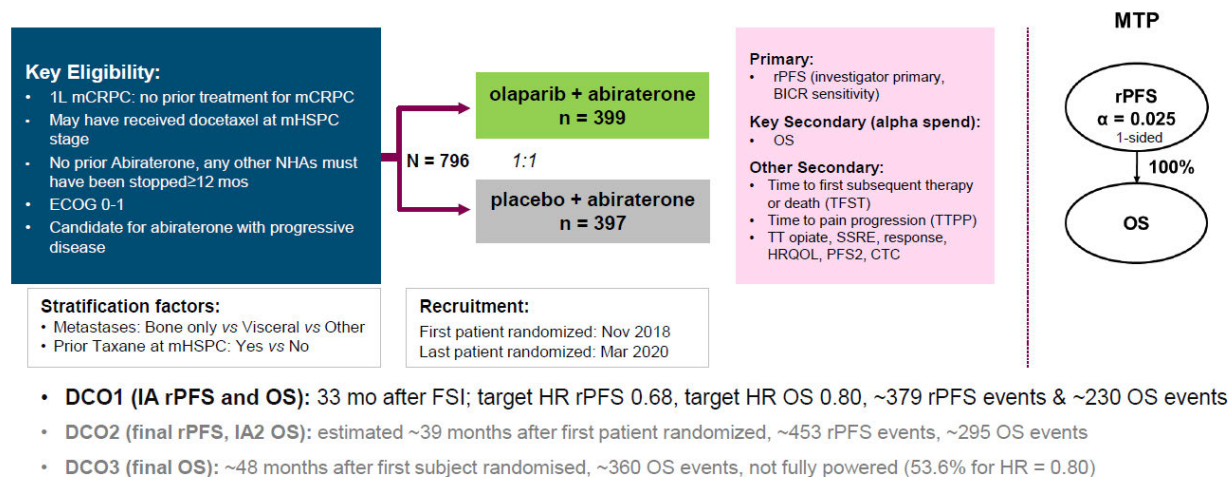 Key Eligibility:
• 1L mCRPC: no prior treatment for mCRPC
• May have received docetaxel at mHSPC
stage
• No prior Abiraterone, any other NHAs must
have been stopped≥12 mos
• ECOG 0-1
• Candidate for abiraterone with progressive
disease
N = 796
1:1
olaparib + abiraterone
n = 399
placebo + abiraterone
n = 397
Primary:
• rPFS (investigator primary,
BICR sensitivity)
Key Secondary (alpha spend):
• OS
Other Secondary:
• Time to first subsequent therapy
or death (TFST)
• Time to pain progression (TTPP)
• TT opiate, SSRE, response,
HRQOL, PFS2, CTC
MTP
rPFS
α = 0.025
1-sided
100%
OS
Stratification factors:
• Metastases: Bone only vs Visceral vs Other
• Prior Taxane at mHSPC: Yes vs No
Recruitment:
First patient randomized: Nov 2018
Last patient randomized: Mar 2020
• DCO1 (IA rPFS and OS): 33 mo after FSI; target HR rPFS 0.68, target HR OS 0.80, ~379 rPFS events & ~230 OS events
• DCO2 (final rPFS, IA2 OS): estimated ~39 months after first patient randomized, ~453 rPFS events, ~295 OS events
• DCO3 (final OS): ~48 months after first subject randomised, ~360 OS events, not fully powered (53.6% for HR = 0.80)